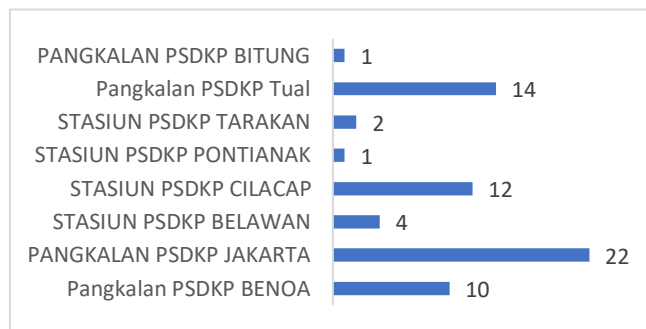 PANGKALAN PSDKP BITUNG 1
Pangkalan PSDKP Tual 14
STASIUN PSDKP TARAKAN 2
STASIUN PSDKP PONTIANAK 1
STASIUN PSDKP CILACAP 12
STASIUN PSDKP BELAWAN 4
PANGKALAN PSDKP JAKARTA 22
Pangkalan PSDKP BENOA 10